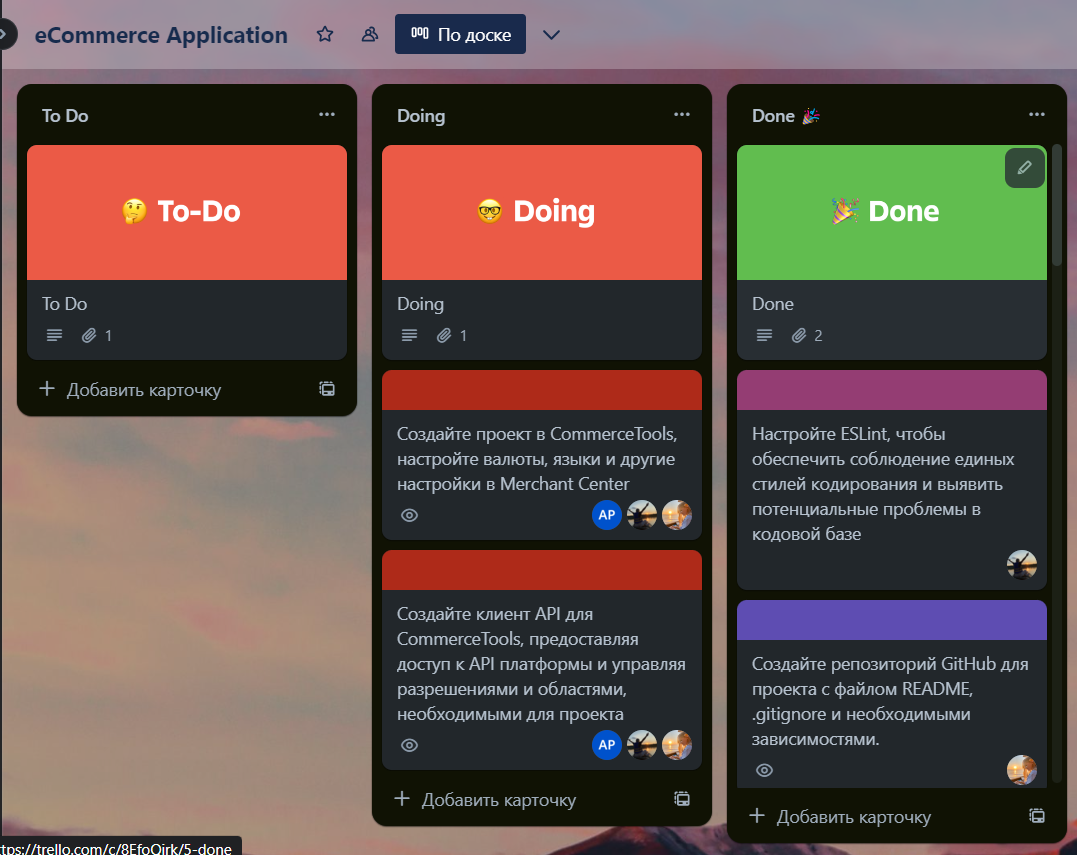 eCommerce Application
По доске
To Do
🤔 To-Do
To Do
1
Добавить карточку
Doing
🤓 Doing
Doing
1
Создайте проект в CommerceTools,
настройте валюты, языки и другие
настройки в Merchant Center
AP
Создайте клиент API для
CommerceTools, предоставляя
доступ к API платформы и управляя
разрешениями и областями,
необходимыми для проекта
AP
Добавить карточку
Done 🎉
🎉 Done
Done
2
Настройте ESLint, чтобы
обеспечить соблюдение единых
стилей кодирования и выявить
потенциальные проблемы в
кодовой базе
Создайте репозиторий GitHub для
проекта с файлом README,
.gitignore и необходимыми
зависимостями.
Добавить карточку
ttps://trello.com/c/8EfoQirk/5-done